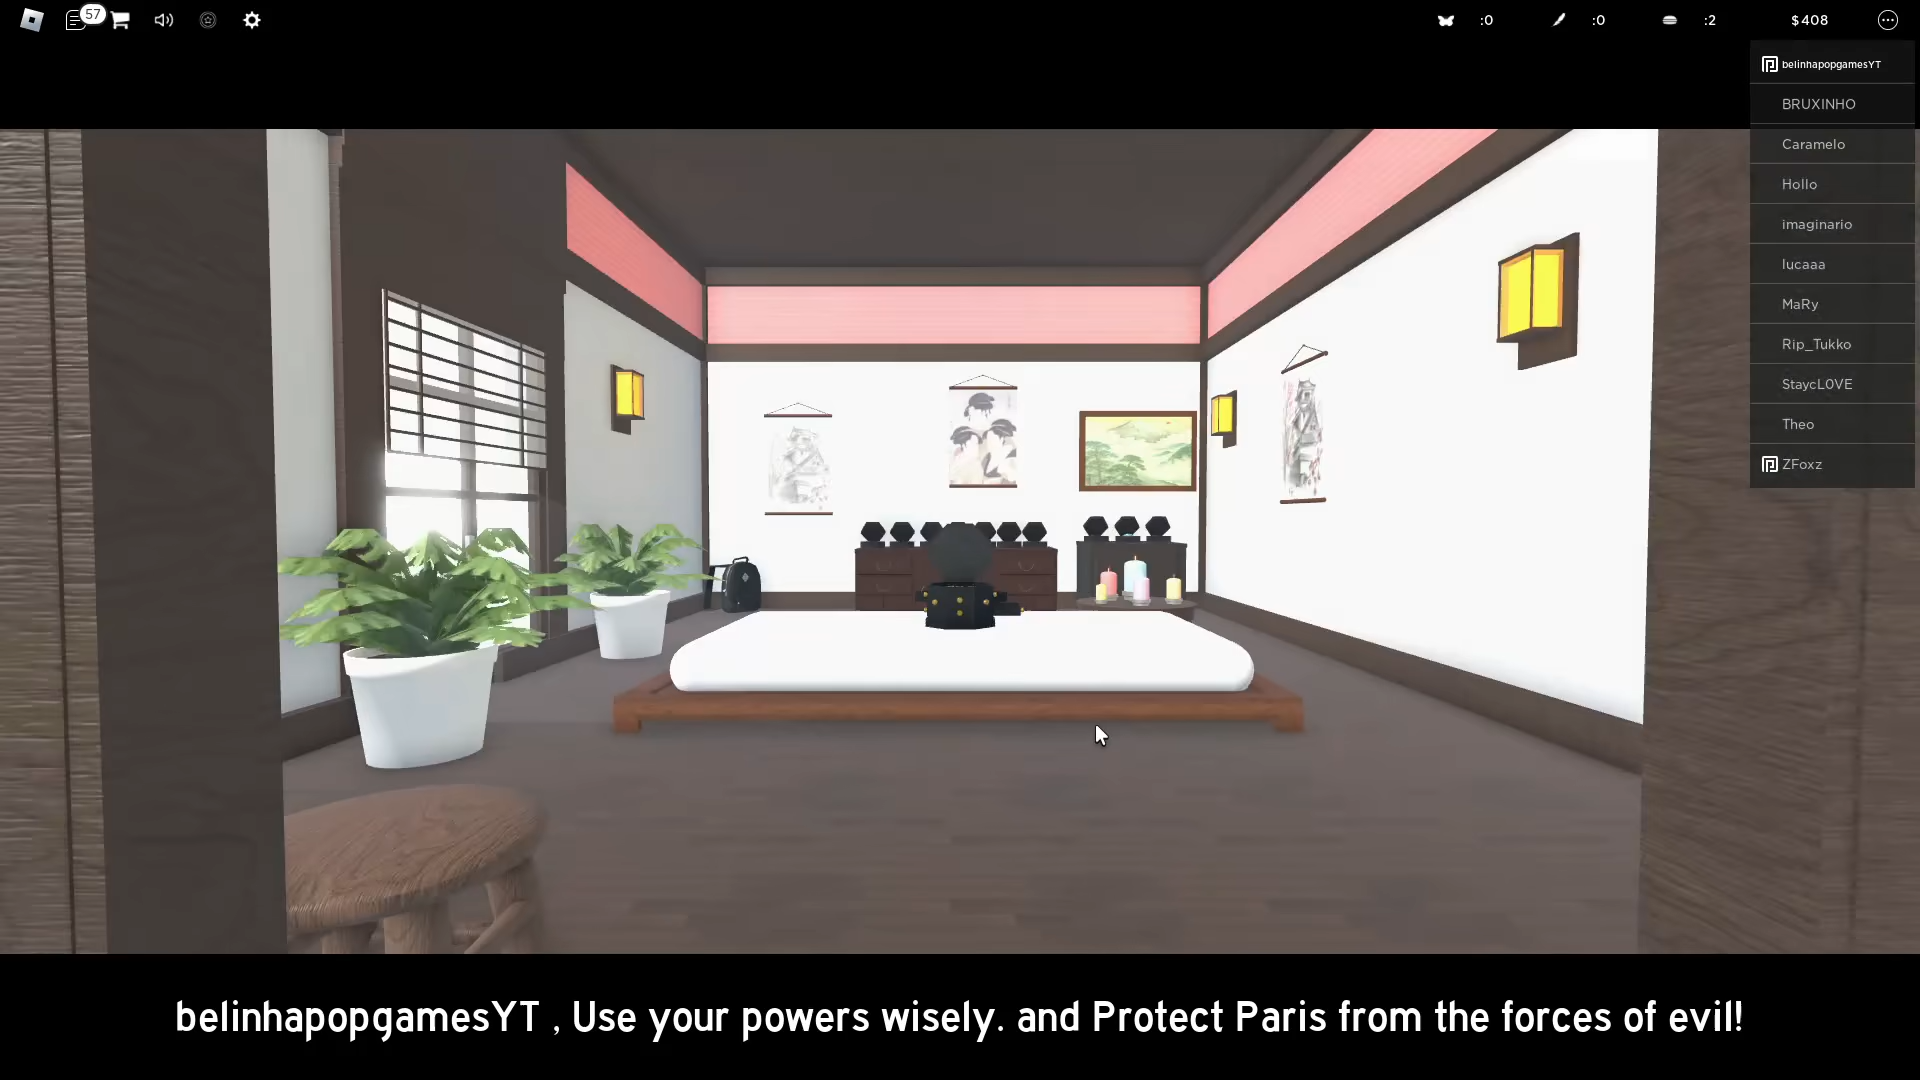 57
:0
:0
:2
$408
belinhapopgamesYT
BRUXINHO
Caramelo
Hollo
imaginario
lucaaa
MaRy
Rip_Tukko
StaycL0VE
Theo
ZFoxz
belinhapopgamesYT , Use your powers wisely. and Protect Paris from the forces of evil!